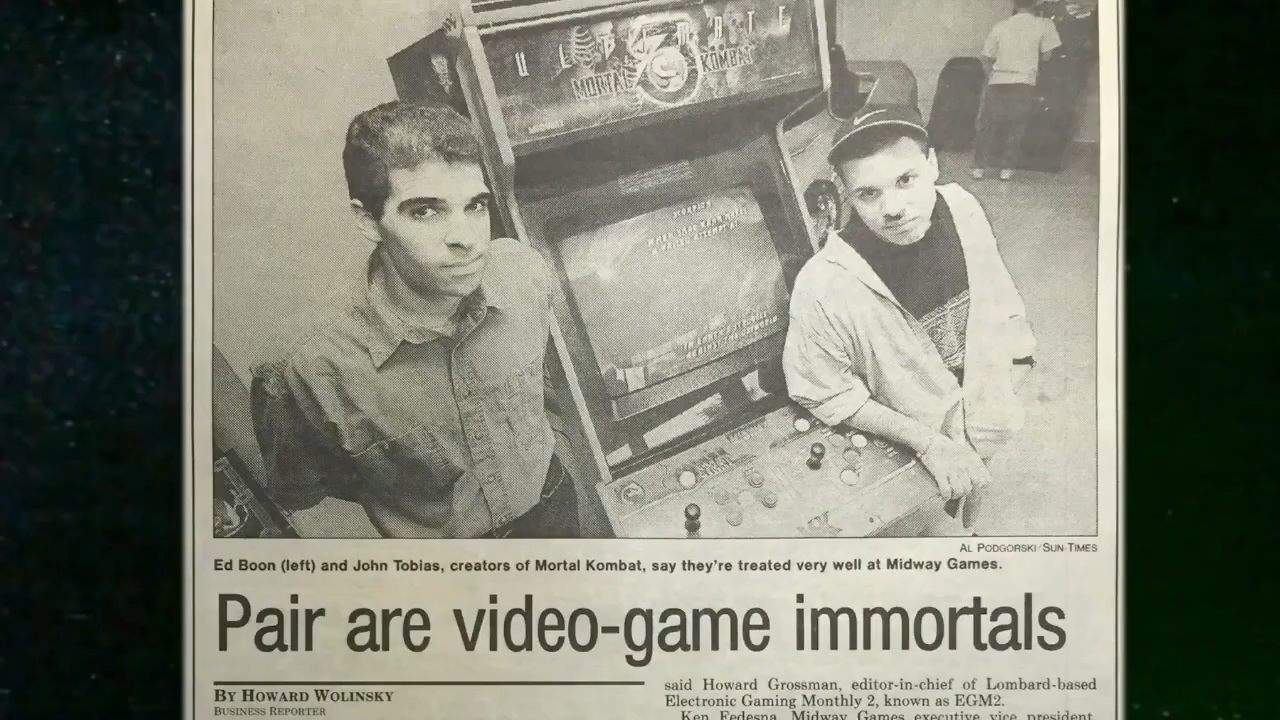 ULTIMATE
MORTAL 3 KOMBAT
SCORPION
AL PODGORSKI/SUN-TIMES
Ed Boon (left) and John Tobias, creators of Mortal Kombat, say they're treated very well at Midway Games.
Pair are video-game immortals
BY HOWARD WOLINSKY
BUSINESS REPORTER
said Howard Grossman, editor-in-chief of Lombard-based
Electronic Gaming Monthly 2, known as EGM2.
Ken Fedesna, Midway Games executive vice president,